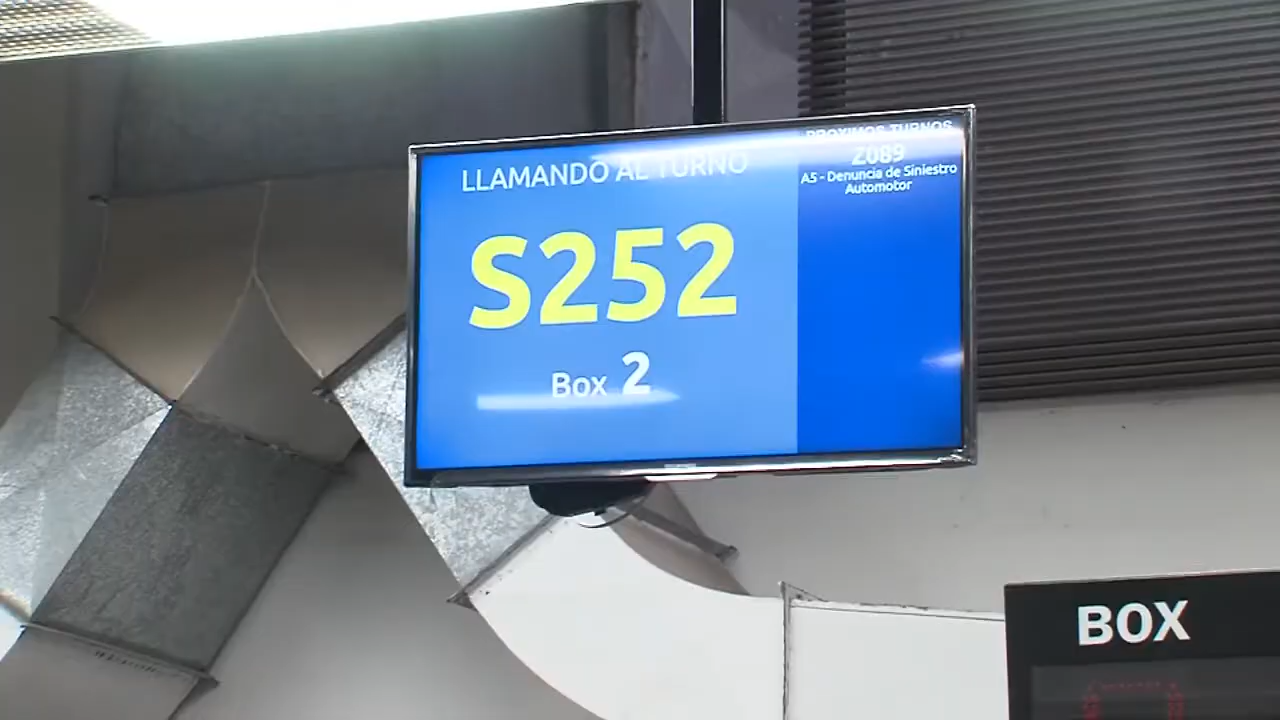 LLAMANDO AL TURNO
S252
Box 2
PROXIMOS TURNOS
Z089
A5 - Denuncia de Siniestro
Automotor
BOX